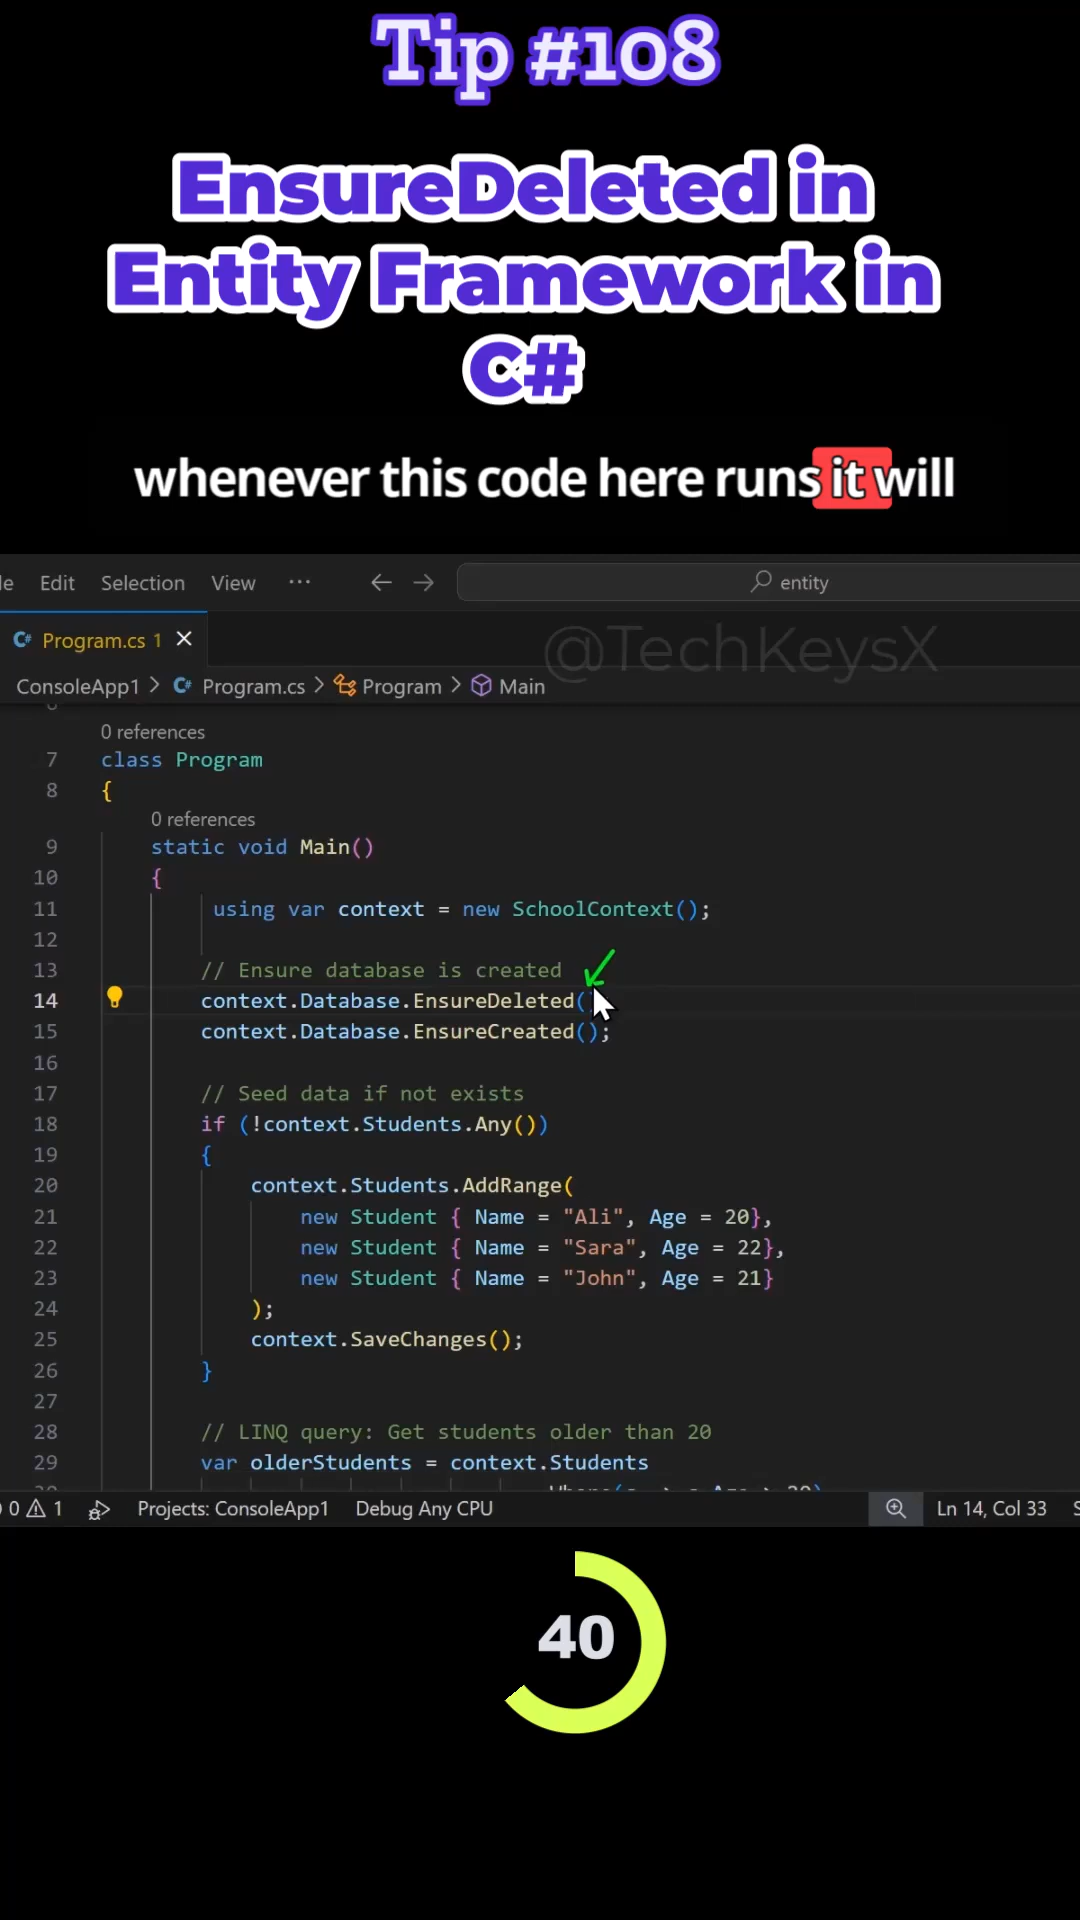 Tip #108
EnsureDeleted in
Entity Framework in
C#
whenever this code here runs it will
Edit Selection View ··· ← → entity
C# Program.cs 1 ×
@TechKeysX
ConsoleApp1 > C# Program.cs > Program > Main
0 references
7 class Program
8 {
0 references
9 static void Main()
10 {
11 using var context = new SchoolContext();
12
13 // Ensure database is created
14 context.Database.EnsureDeleted(
15 context.Database.EnsureCreated();
16
17 // Seed data if not exists
18 if (!context.Students.Any())
19 {
20 context.Students.AddRange(
21 new Student { Name = "Ali", Age = 20},
22 new Student { Name = "Sara", Age = 22},
23 new Student { Name = "John", Age = 21}
24 );
25 context.SaveChanges();
26 }
27
28 // LINQ query: Get students older than 20
29 var olderStudents = context.Students
0 1 Projects: ConsoleApp1 Debug Any CPU Ln 14, Col 33
40